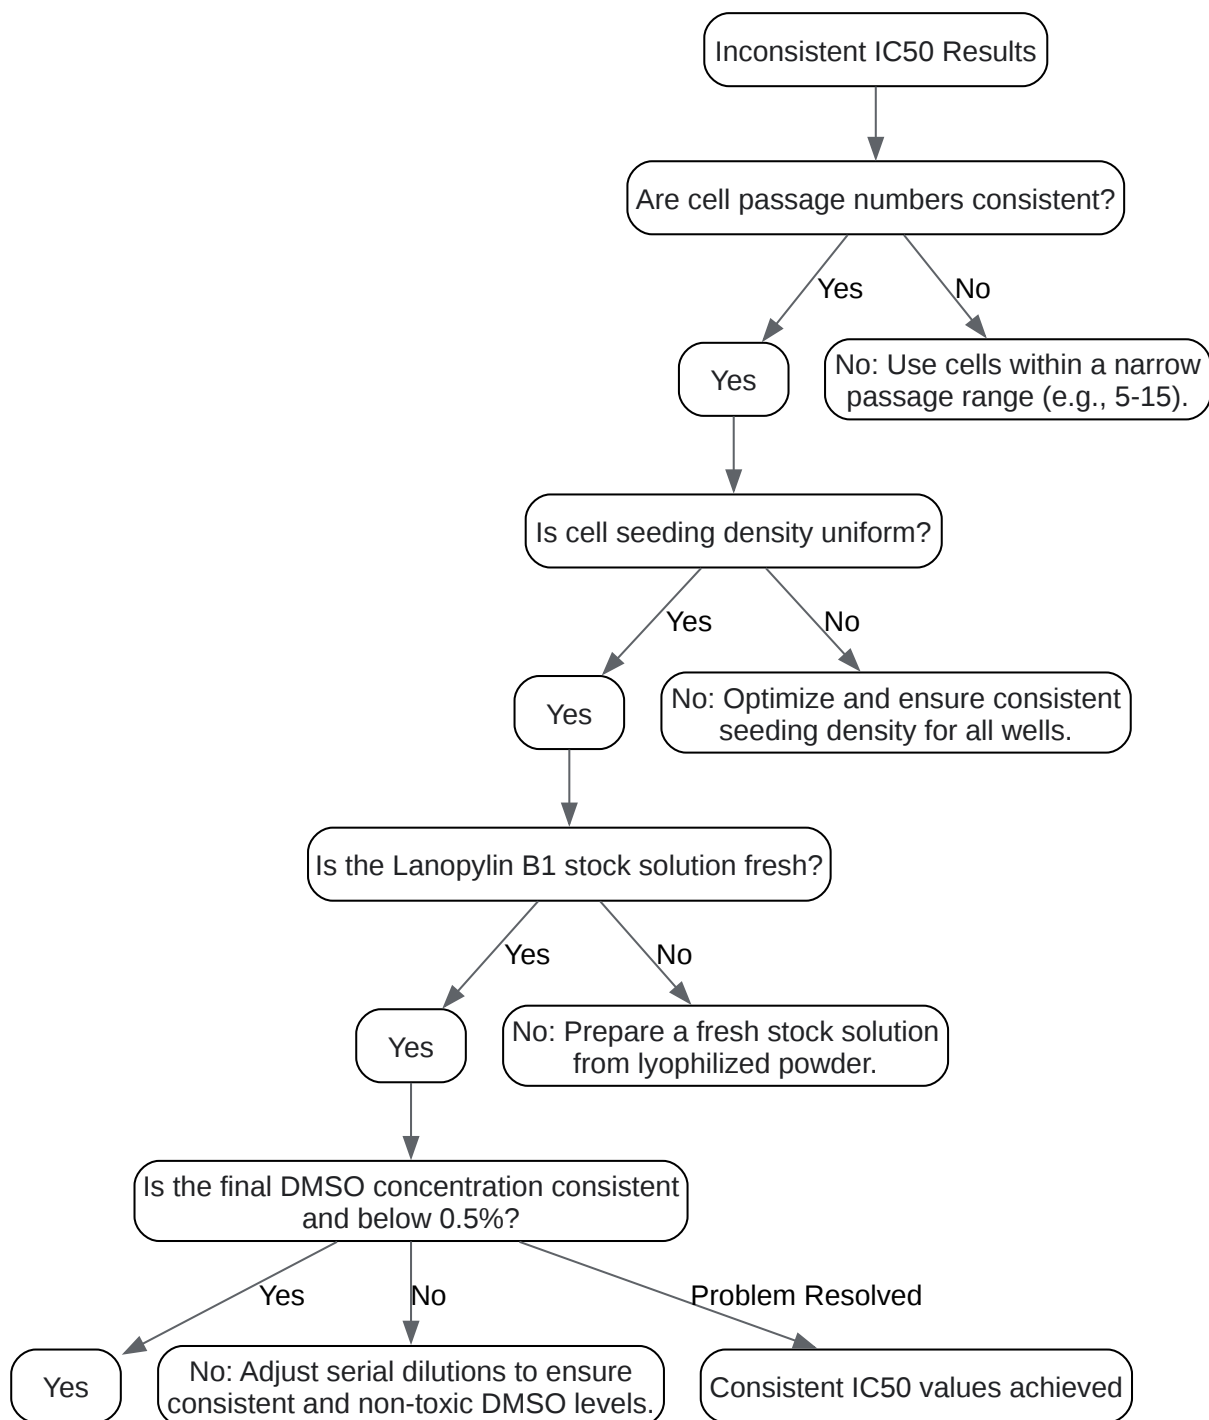 Inconsistent IC50 Results
Are cell passage numbers consistent?
Yes
No
Yes
No: Use cells within a narrow
passage range (e.g., 5-15).
Is cell seeding density uniform?
Yes
No
Yes
No: Optimize and ensure consistent
seeding density for all wells.
Is the Lanopylin B1 stock solution fresh?
Yes
No
Yes
No: Prepare a fresh stock solution
from lyophilized powder.
Is the final DMSO concentration consistent
and below 0.5%?
Yes
No
Problem Resolved
Yes
No: Adjust serial dilutions to ensure
consistent and non-toxic DMSO levels.
Consistent IC50 values achieved